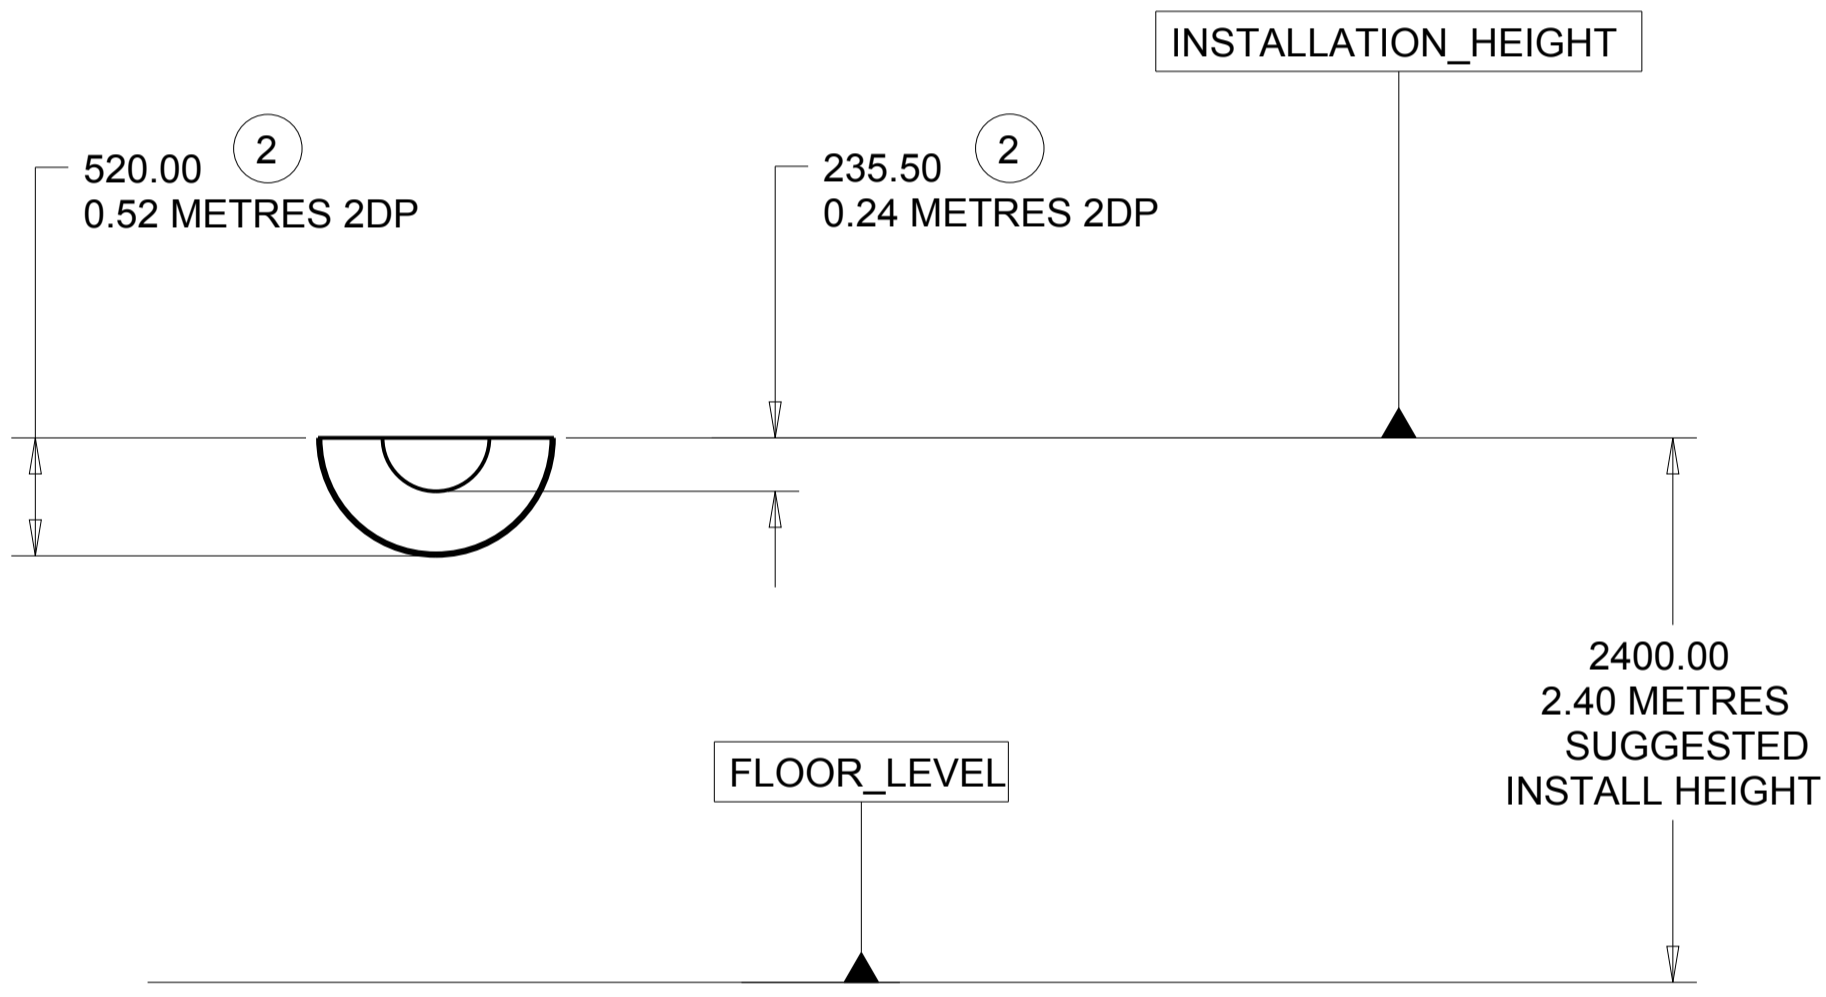 INSTALLATION_HEIGHT
520.00 2
0.52 METRES 2DP
235.50 2
0.24 METRES 2DP
2400.00
2.40 METRES
SUGGESTED
INSTALL HEIGHT
FLOOR_LEVEL